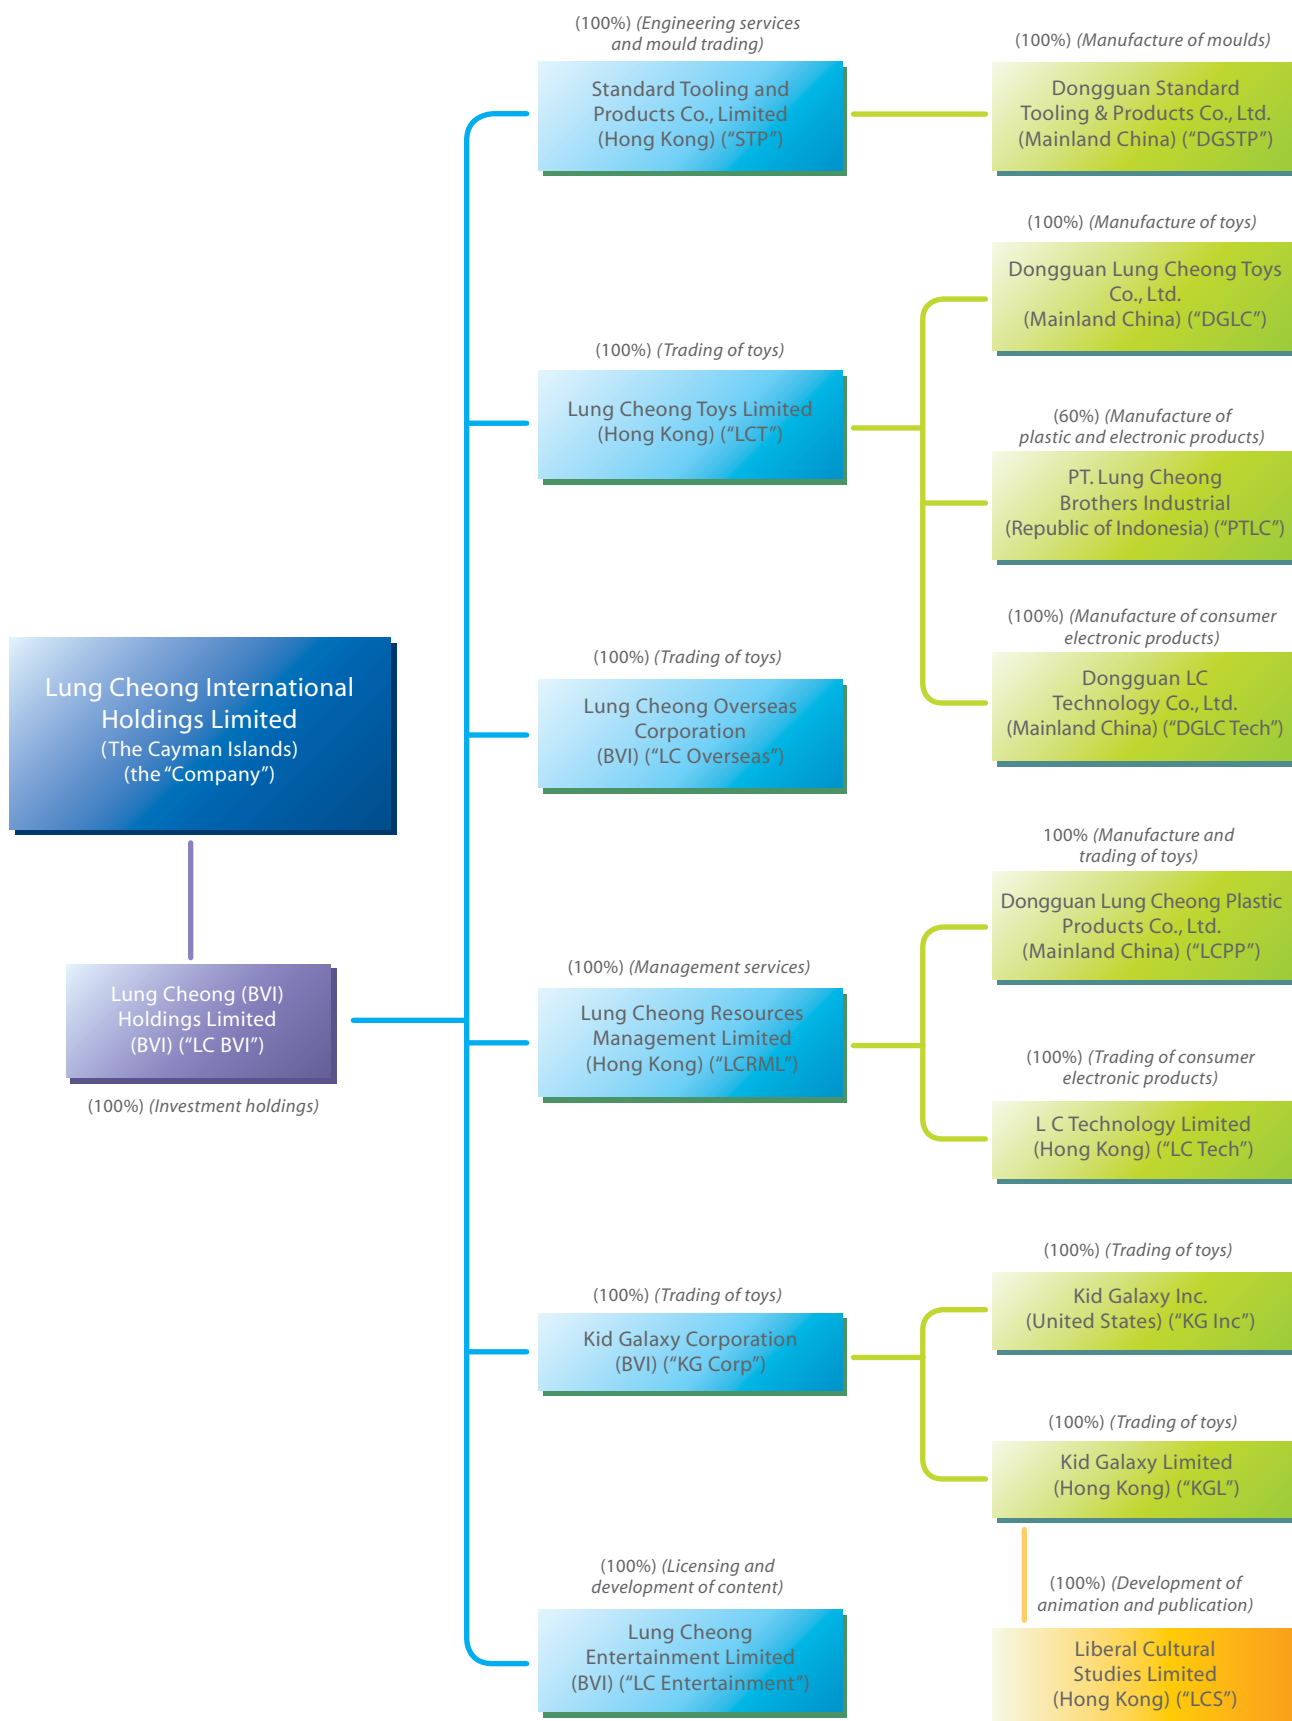 Lung Cheong International
Holdings Limited
(The Cayman Islands)
(the “Company”)
Lung Cheong (BVI)
Holdings Limited
(BVI) (“LC BVI”)
(100%) (Investment holdings)
(100%) (Engineering services
and mould trading)
Standard Tooling and
Products Co., Limited
(Hong Kong) (“STP”)
(100%) (Manufacture of moulds)
Dongguan Standard
Tooling & Products Co., Ltd.
(Mainland China) (“DGSTP”)
(100%) (Trading of toys)
Lung Cheong Toys Limited
(Hong Kong) (“LCT”)
(100%) (Manufacture of toys)
Dongguan Lung Cheong Toys
Co., Ltd.
(Mainland China) (“DGLC”)
(60%) (Manufacture of
plastic and electronic products)
PT. Lung Cheong
Brothers Industrial
(Republic of Indonesia) (“PTLC”)
(100%) (Manufacture of consumer
electronic products)
Dongguan LC
Technology Co., Ltd.
(Mainland China) (“DGLC Tech”)
(100%) (Trading of toys)
Lung Cheong Overseas
Corporation
(BVI) (“LC Overseas”)
(100%) (Management services)
Lung Cheong Resources
Management Limited
(Hong Kong) (“LCRML”)
100% (Manufacture and
trading of toys)
Dongguan Lung Cheong Plastic
Products Co., Ltd.
(Mainland China) (“LCPP”)
(100%) (Trading of consumer
electronic products)
L C Technology Limited
(Hong Kong) (“LC Tech”)
(100%) (Trading of toys)
Kid Galaxy Corporation
(BVI) (“KG Corp”)
(100%) (Trading of toys)
Kid Galaxy Inc.
(United States) (“KG Inc”)
(100%) (Trading of toys)
Kid Galaxy Limited
(Hong Kong) (“KGL”)
(100%) (Development of
animation and publication)
Liberal Cultural
Studies Limited
(Hong Kong) (“LCS”)
(100%) (Licensing and
development of content)
Lung Cheong
Entertainment Limited
(BVI) (“LC Entertainment”)